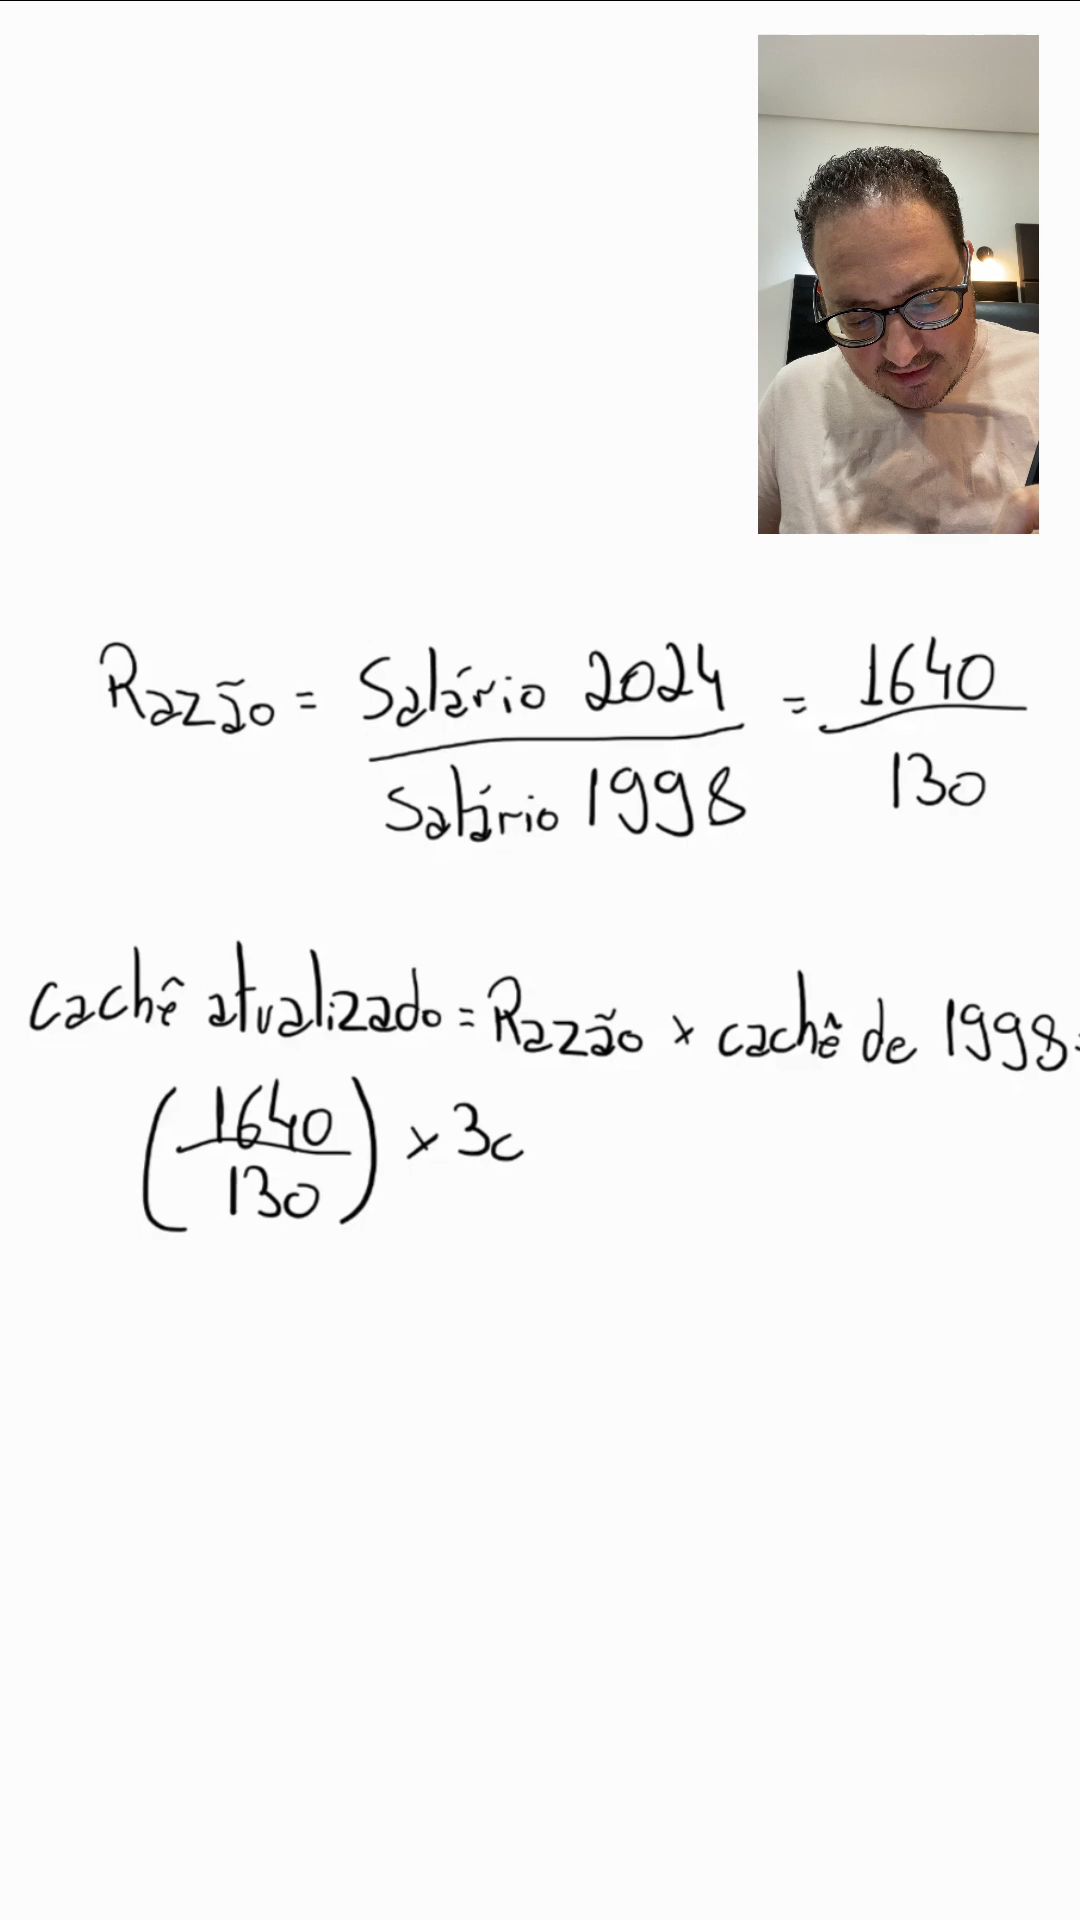 Razão = Salário 2024 / Salário 1998 = 1640 / 130
cachê atualizado = Razão x cachê de 1998 =
(1640 / 130) x 3c